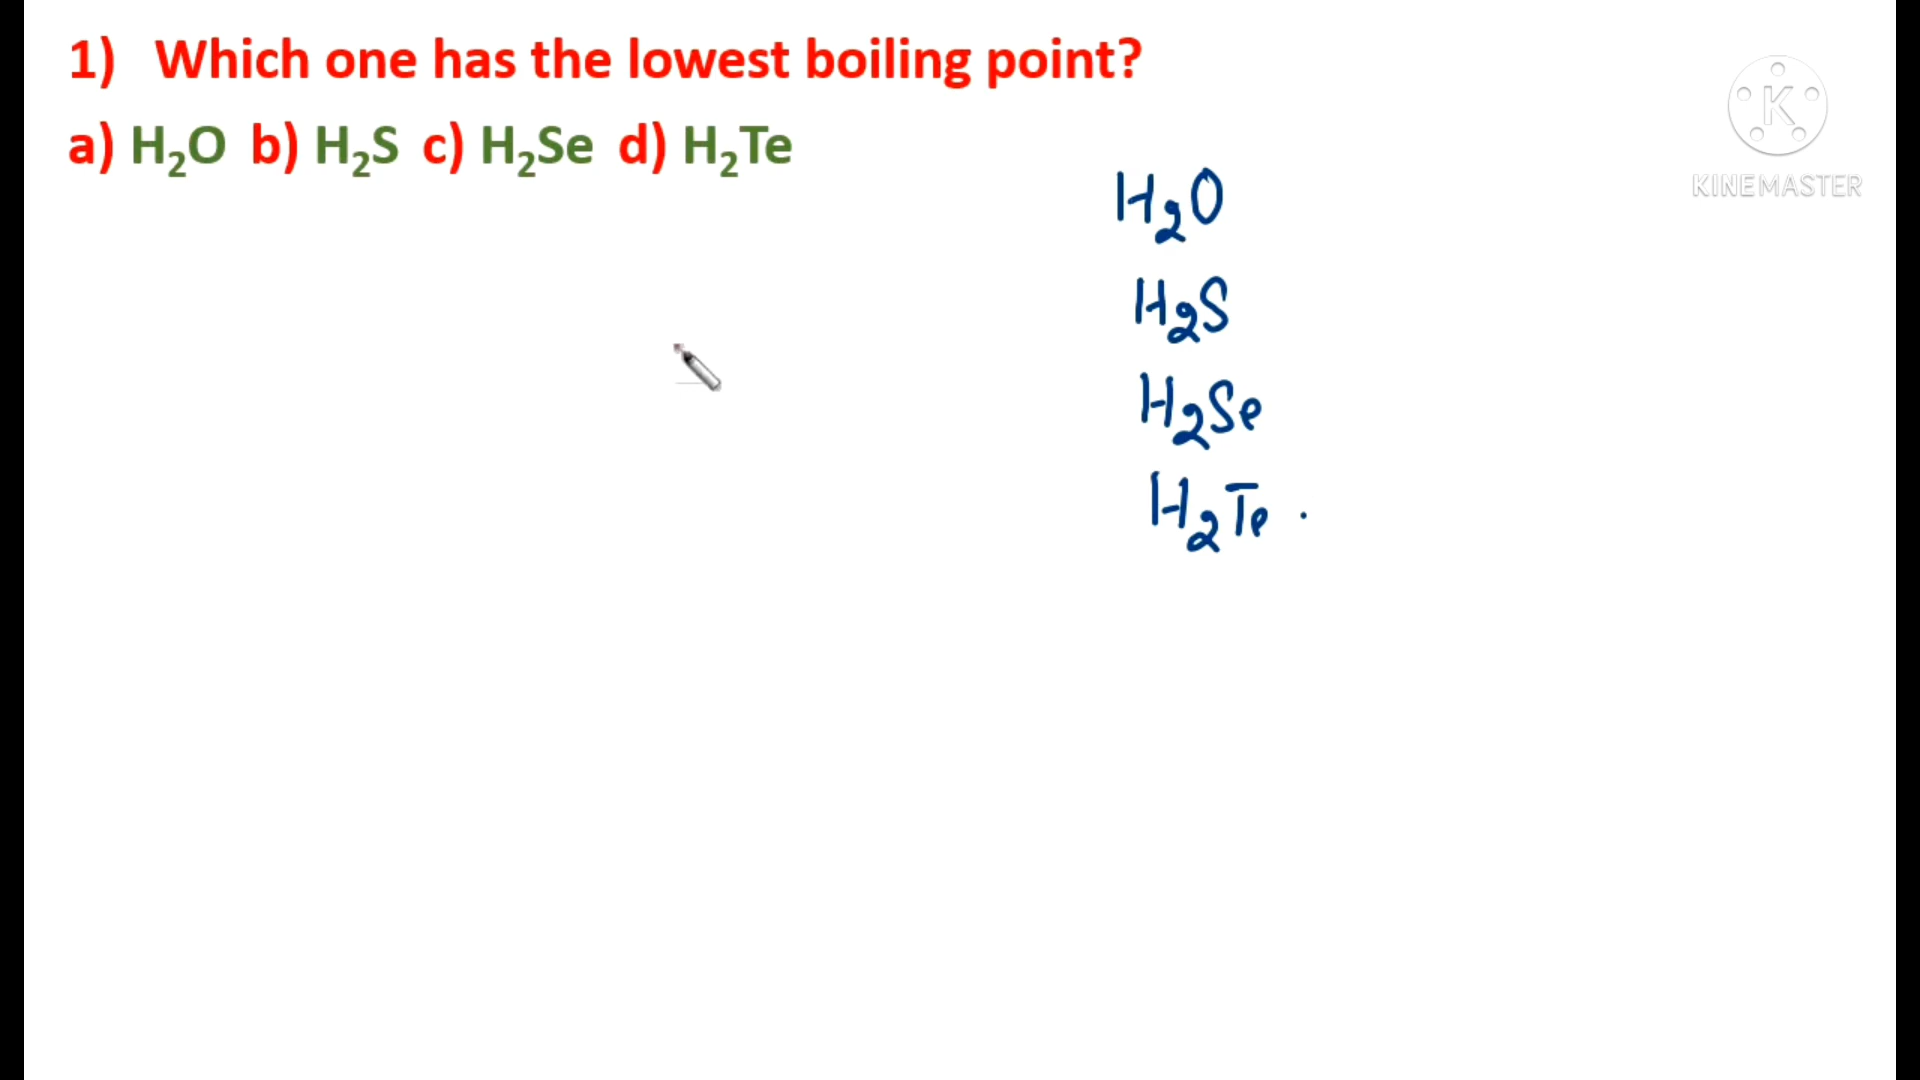 1) Which one has the lowest boiling point?
a) H₂O b) H₂S c) H₂Se d) H₂Te
K
KINEMASTER
H₂O
H₂S
H₂Se
H₂Te .